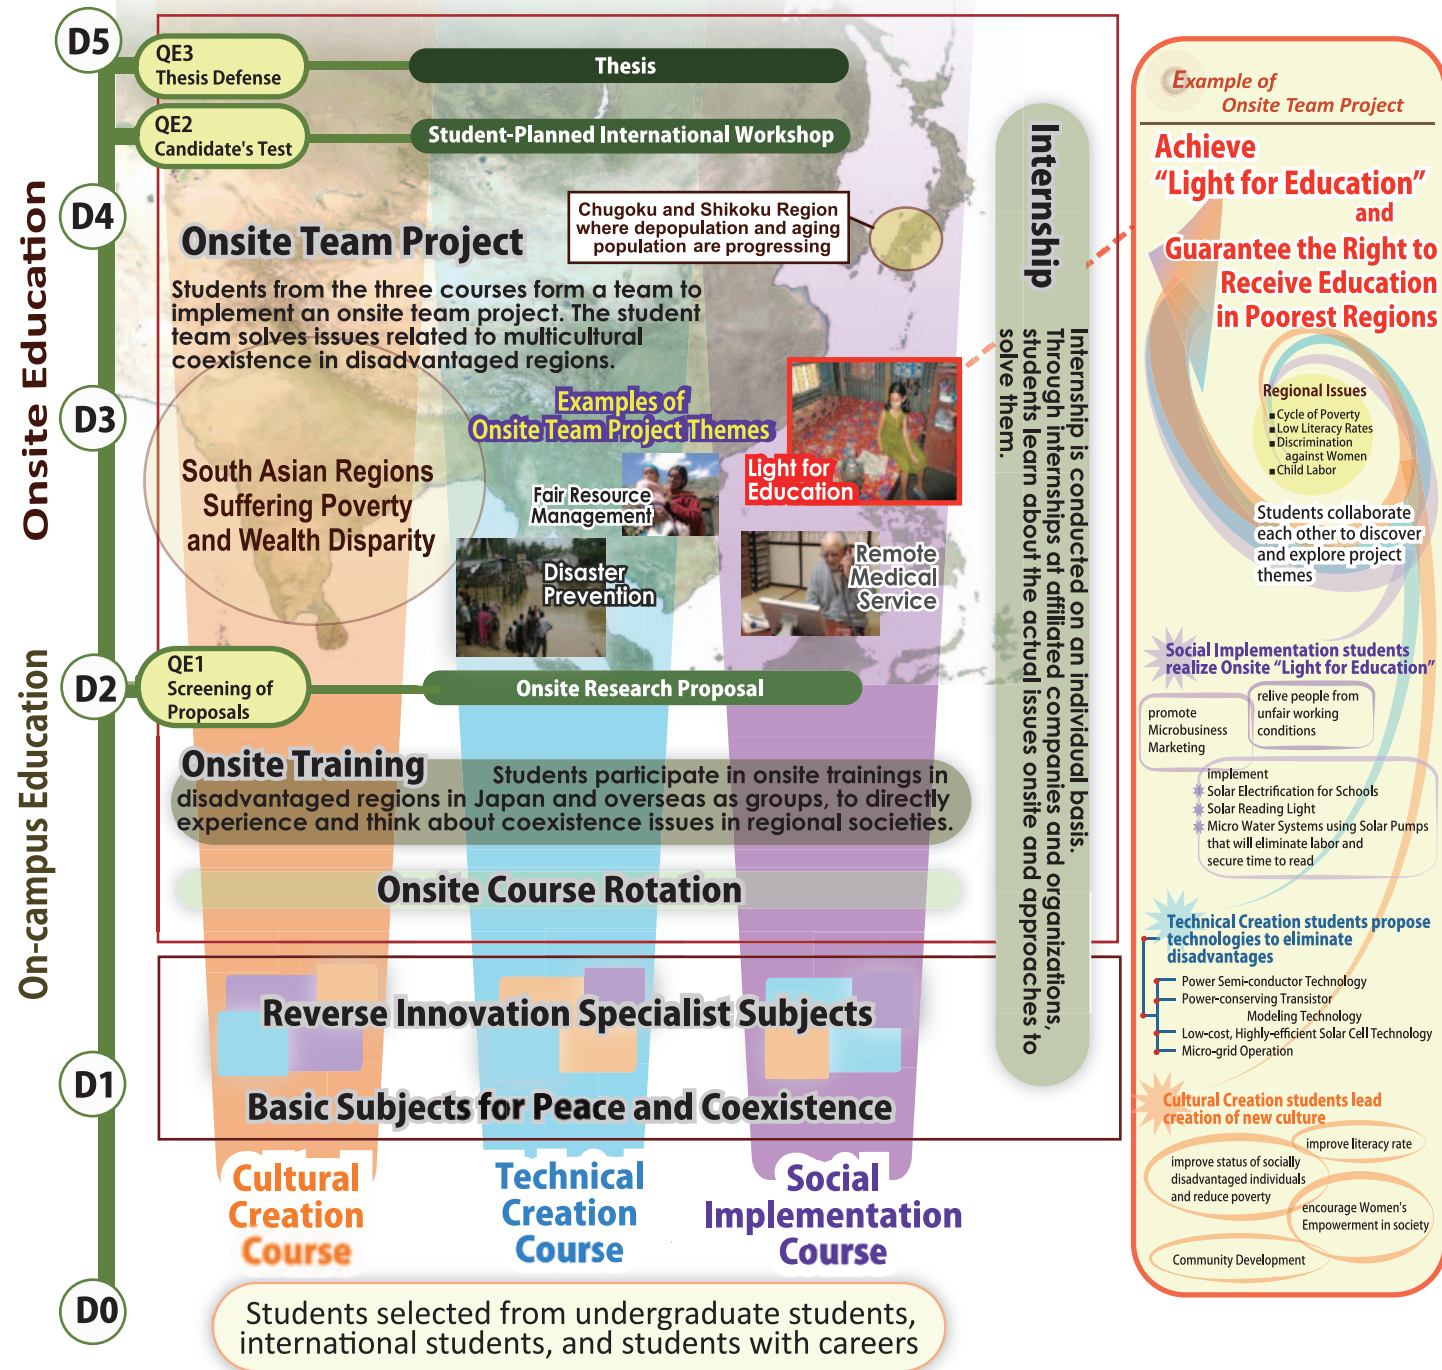 D5
QE3
Thesis Defense
Thesis
QE2
Candidate's Test
Student-Planned International Workshop
D4
Onsite Education
Onsite Team Project
Chugoku and Shikoku Region
where depopulation and aging
population are progressing
Students from the three courses form a team to
implement an onsite team project. The student
team solves issues related to multicultural
coexistence in disadvantaged regions.
D3
Examples of
Onsite Team Project Themes
South Asian Regions
Suffering Poverty
and Wealth Disparity
Fair Resource
Management
Light for
Education
Disaster
Prevention
Remote
Medical
Service
D2
QE1
Screening of
Proposals
Onsite Research Proposal
On-campus Education
Onsite Training
Students participate in onsite trainings in
disadvantaged regions in Japan and overseas as groups, to directly
experience and think about coexistence issues in regional societies.
Onsite Course Rotation
Internship
Internship is conducted on an individual basis.
Through internships at affiliated companies and organizations,
students learn about the actual issues onsite and approaches to
solve them.
Reverse Innovation Specialist Subjects
D1
Basic Subjects for Peace and Coexistence
Cultural
Creation
Course
Technical
Creation
Course
Social
Implementation
Course
D0
Students selected from undergraduate students,
international students, and students with careers
Example of
Onsite Team Project
Achieve
“Light for Education”
and
Guarantee the Right to
Receive Education
in Poorest Regions
Regional Issues
■ Cycle of Poverty
■ Low Literacy Rates
■ Discrimination
against Women
■ Child Labor
Students collaborate
each other to discover
and explore project
themes
Social Implementation students
realize Onsite “Light for Education”
promote
Microbusiness
Marketing
relive people from
unfair working
conditions
implement
Solar Electrification for Schools
Solar Reading Light
Micro Water Systems using Solar Pumps
that will eliminate labor and
secure time to read
Technical Creation students propose
technologies to eliminate
disadvantages
Power Semi-conductor Technology
Power-conserving Transistor
Modeling Technology
Low-cost, Highly-efficient Solar Cell Technology
Micro-grid Operation
Cultural Creation students lead
creation of new culture
improve literacy rate
improve status of socially
disadvantaged individuals
and reduce poverty
encourage Women's
Empowerment in society
Community Development